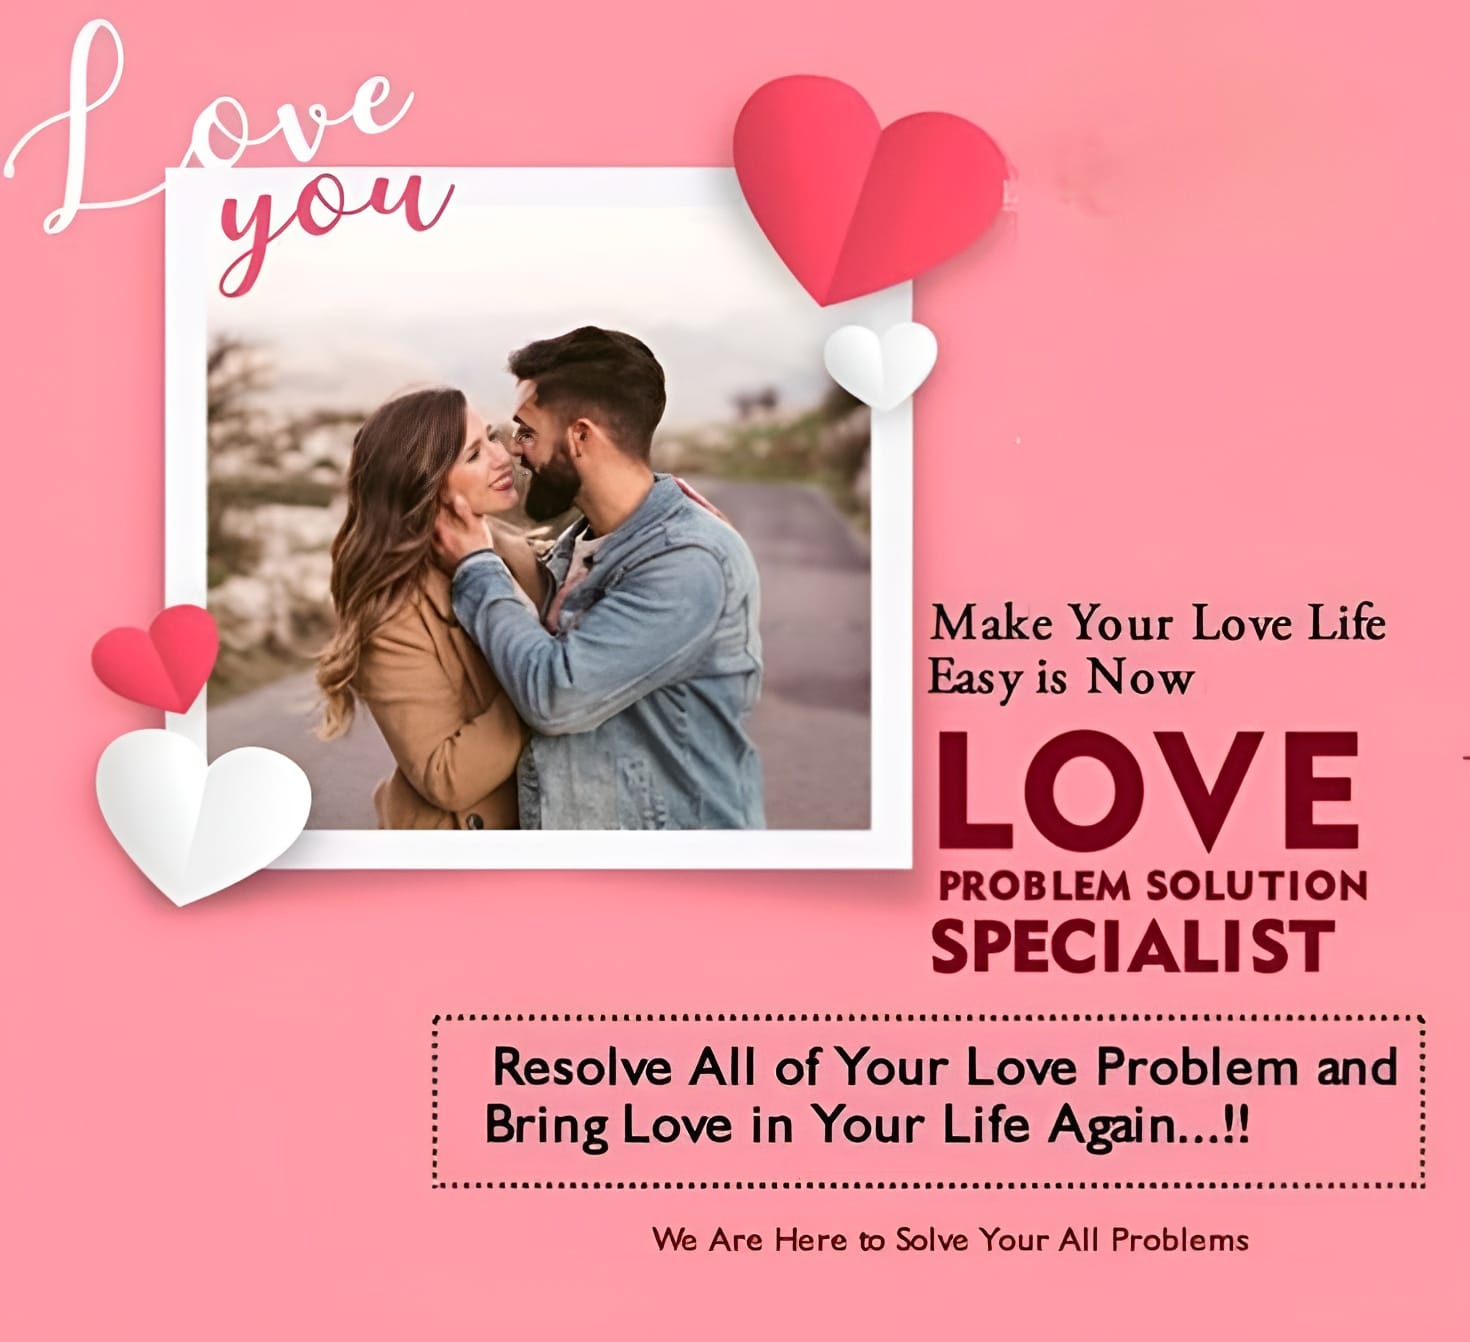 Love
you
Make Your Love Life
Easy is Now
LOVE
PROBLEM SOLUTION
SPECIALIST
Resolve All of Your Love Problem and
Bring Love in Your Life Again...!!
We Are Here to Solve Your All Problems